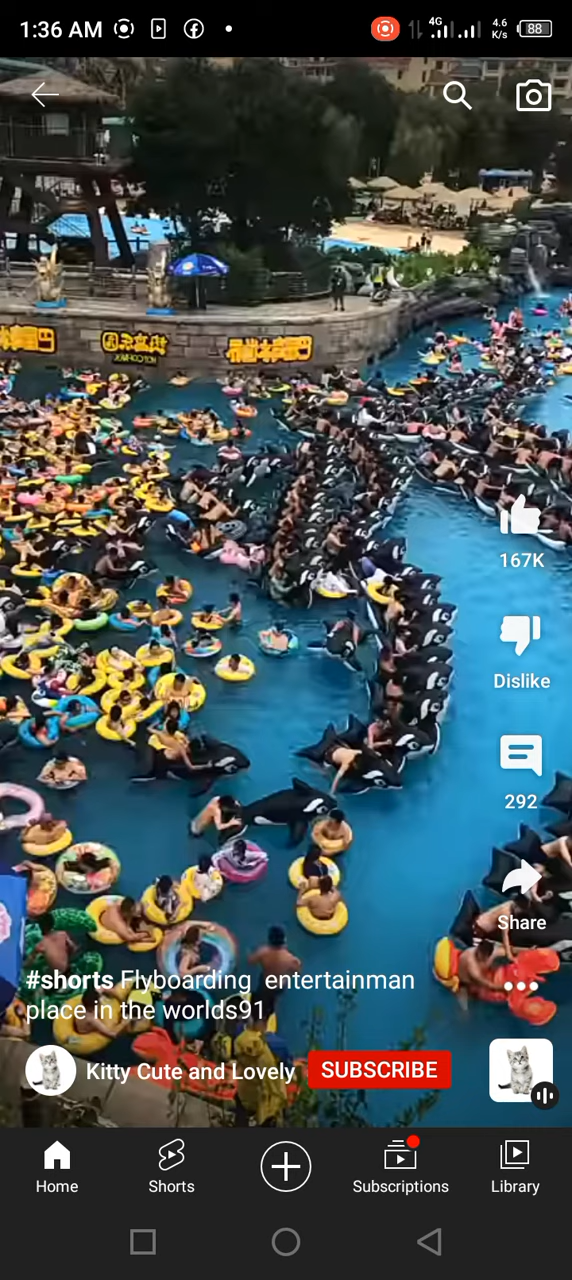 1:36 AM
4G
4.6
K/s
88
167K
Dislike
292
Share
#shorts Flyboarding entertainman
place in the worlds91
Kitty Cute and Lovely
SUBSCRIBE
Home
Shorts
Subscriptions
Library